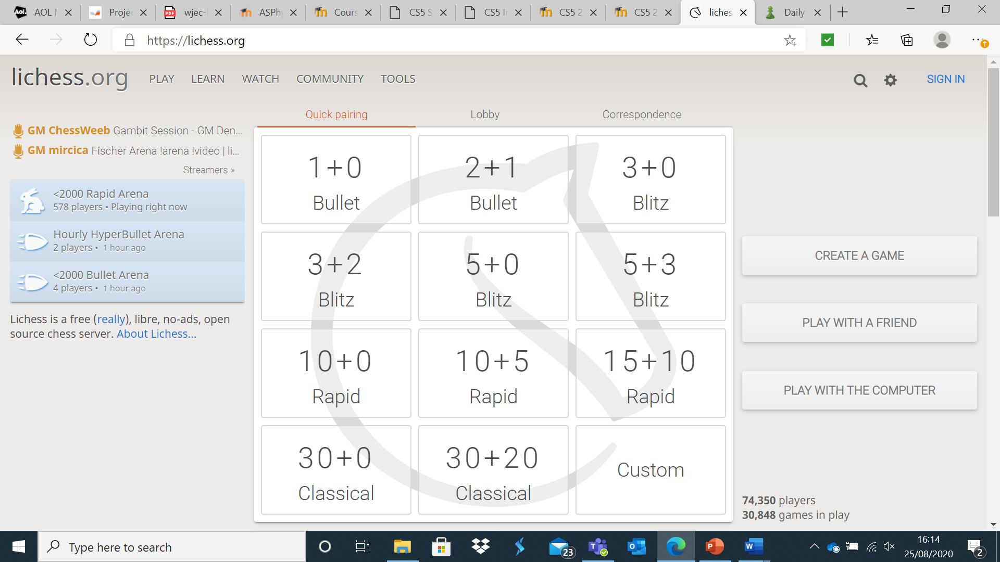 Aol. AOL M
Projec
PDF wjec-
ASPhy
Cours
CS5 S
CS5 I
CS5 2
CS5 2
liches
Daily
https://lichess.org
lichess.org PLAY LEARN WATCH COMMUNITY TOOLS SIGN IN
Quick pairing Lobby Correspondence
GM ChessWeeb Gambit Session - GM Den...
GM mircica Fischer Arena !arena !video | li...
Streamers »
<2000 Rapid Arena
578 players • Playing right now
Hourly HyperBullet Arena
2 players • 1 hour ago
<2000 Bullet Arena
4 players • 1 hour ago
Lichess is a free (really), libre, no-ads, open
source chess server. About Lichess...
1+0
Bullet
2+1
Bullet
3+0
Blitz
3+2
Blitz
5+0
Blitz
5+3
Blitz
10+0
Rapid
10+5
Rapid
15+10
Rapid
30+0
Classical
30+20
Classical
Custom
CREATE A GAME
PLAY WITH A FRIEND
PLAY WITH THE COMPUTER
74,350 players
30,848 games in play
Type here to search
23
16:14
25/08/2020
2